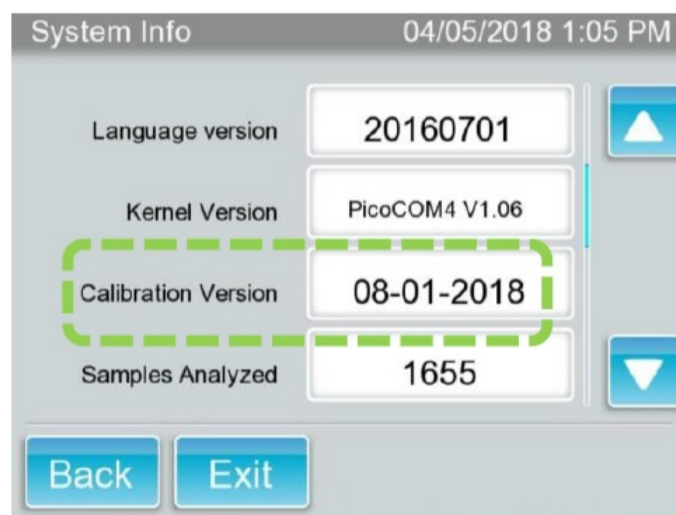 System Info 04/05/2018 1:05 PM
Language version 20160701
Kernel Version PicoCOM4 V1.06
Calibration Version 08-01-2018
Samples Analyzed 1655
Back Exit